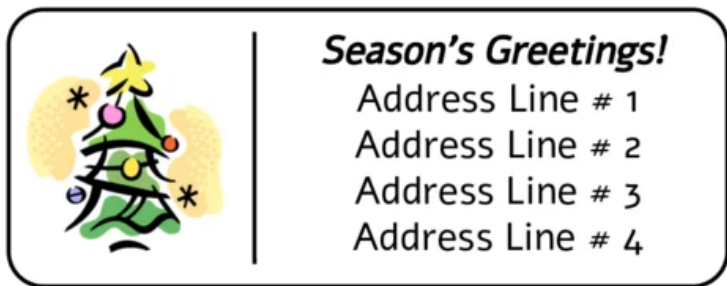 Season's Greetings!
Address Line # 1
Address Line # 2
Address Line # 3
Address Line # 4